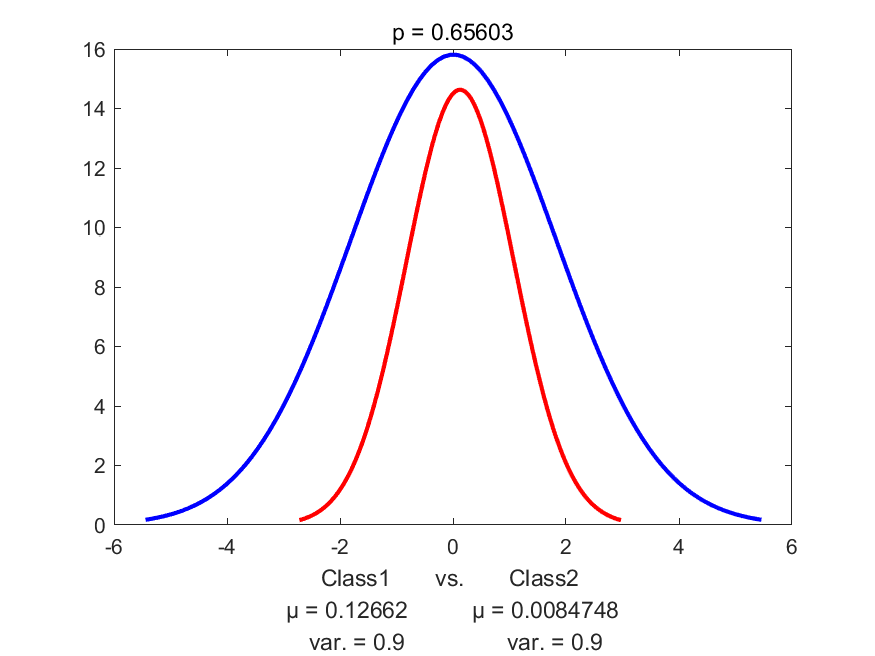 p = 0.65603
16
14
12
10
8
6
4
2
0
-6 -4 -2 0 2 4 6
Class1 vs. Class2
μ = 0.12662 μ = 0.0084748
var. = 0.9 var. = 0.9